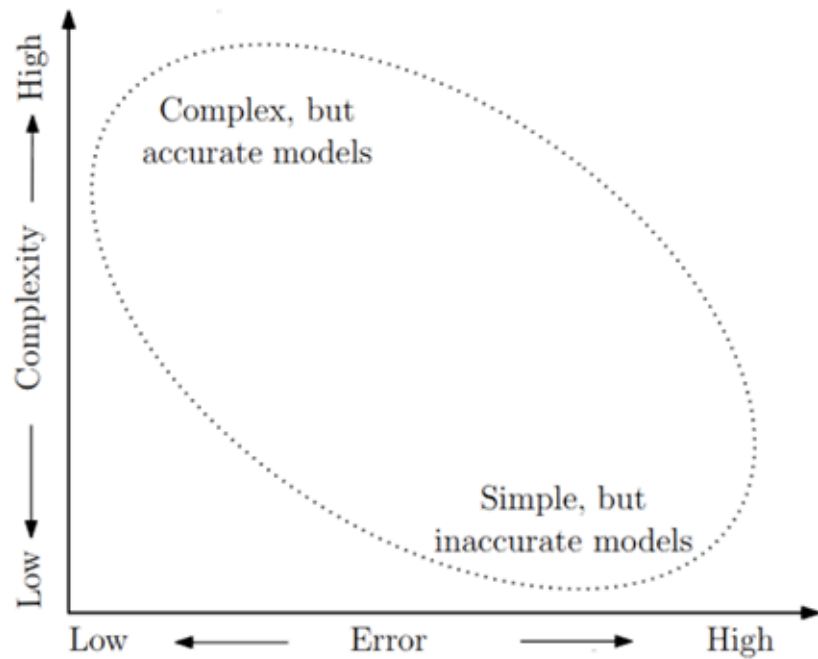 High
Complexity
Low
Complex, but
accurate models
Simple, but
inaccurate models
Low
Error
High